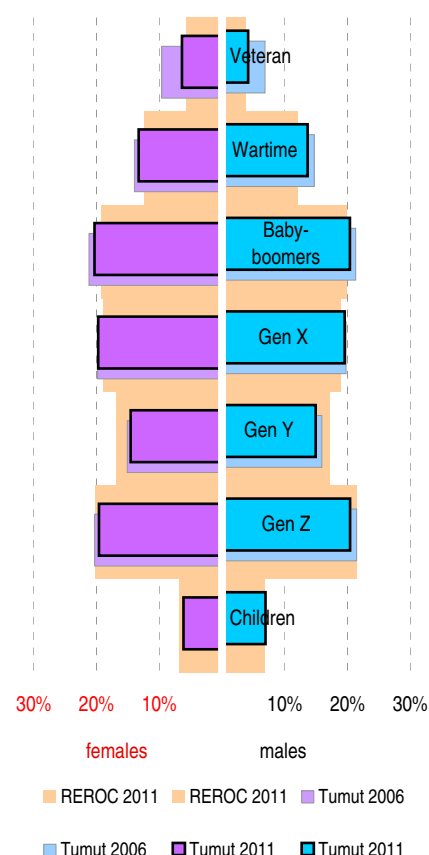 Veteran
Wartime
Baby-
boomers
Gen X
Gen Y
Gen Z
Children
30% 20% 10% 10% 20% 30%
females males
REROC 2011 REROC 2011 Tumut 2006
Tumut 2006 Tumut 2011 Tumut 2011